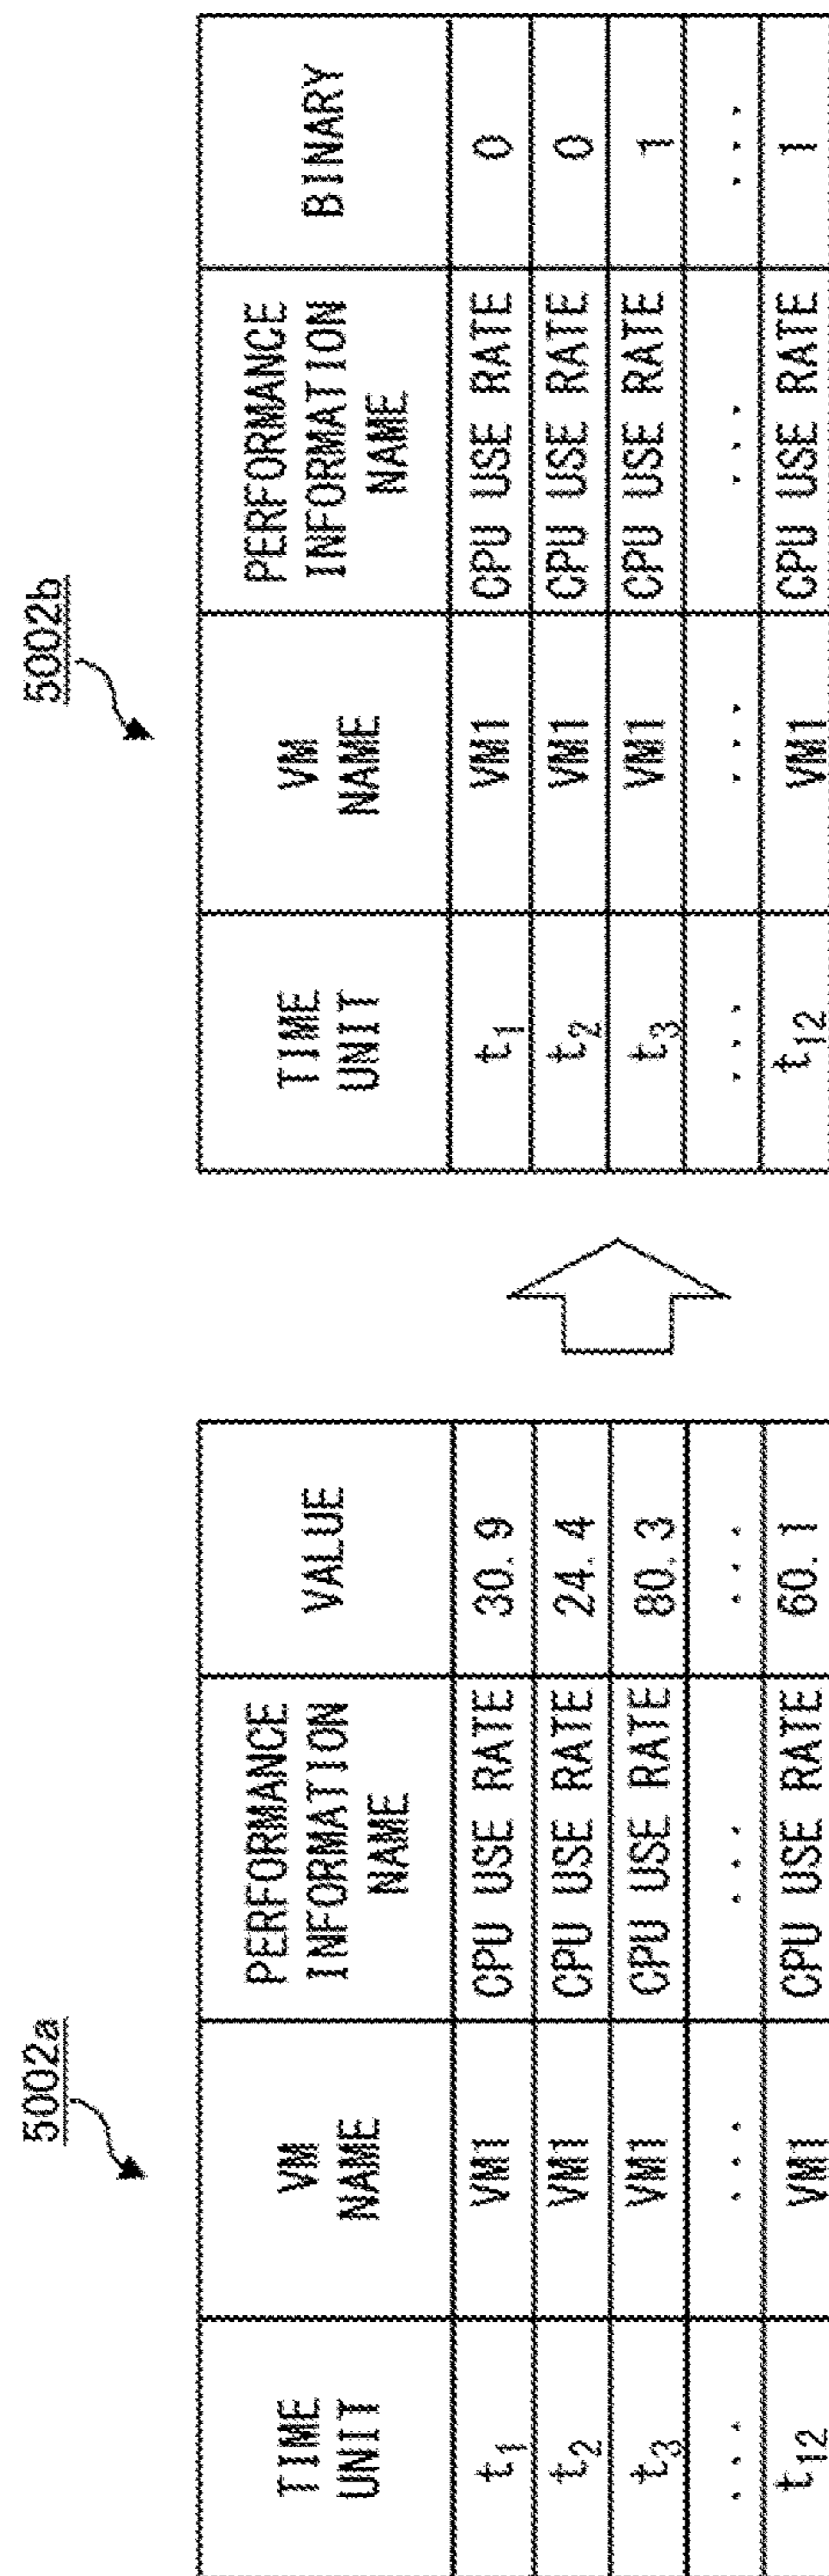 5002a
TIME UNIT VM NAME PERFORMANCE INFORMATION NAME VALUE
t1 VM1 CPU USE RATE 30.9
t2 VM1 CPU USE RATE 24.4
t3 VM1 CPU USE RATE 80.3
... ... ... ...
t12 VM1 CPU USE RATE 60.1
5002b
TIME UNIT VM NAME PERFORMANCE INFORMATION NAME BINARY
t1 VM1 CPU USE RATE 0
t2 VM1 CPU USE RATE 0
t3 VM1 CPU USE RATE 1
... ... ... ...
t12 VM1 CPU USE RATE 1